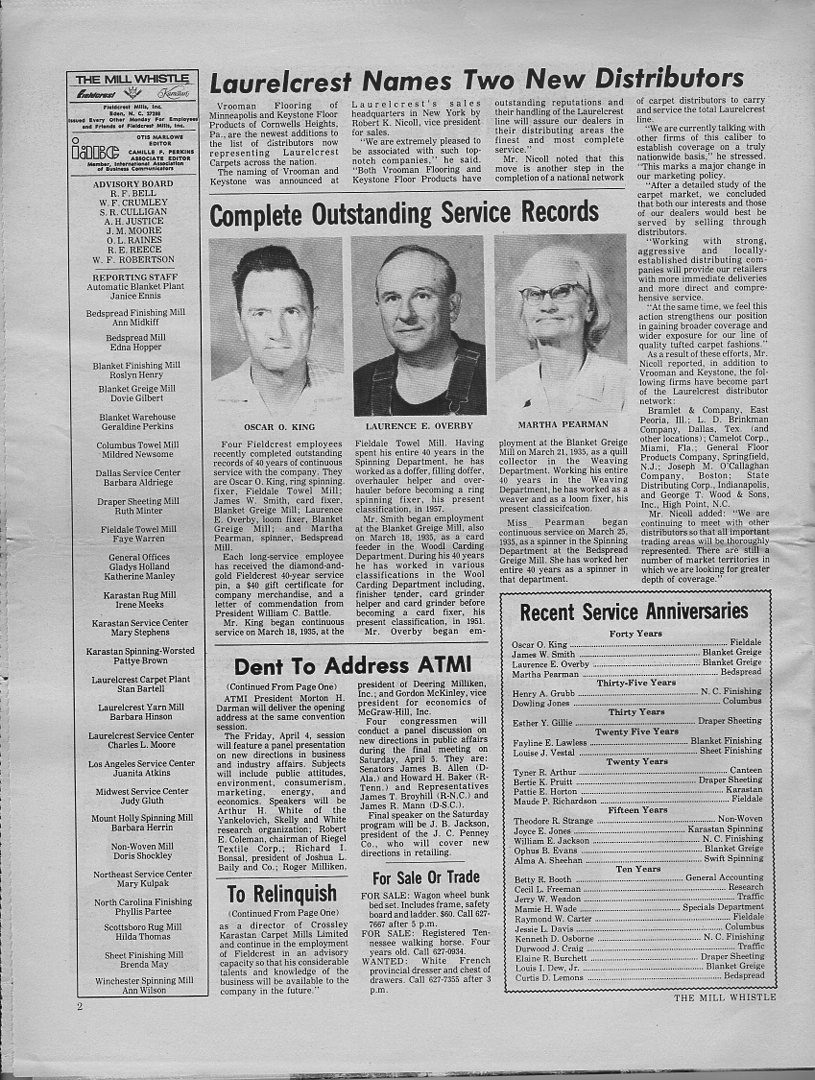 THE MILL WHISTLE
Fieldcrest
Karastan
Fieldcrest Mills, Inc.
Eden, N. C. 27288
Issued Every Other Monday For Employees
and Friends of Fieldcrest Mills, Inc.
OTIS MARLOWE
EDITOR
iabc
CAMILLE F. PERKINS
ASSOCIATE EDITOR
Member, International Association
of Business Communicators
ADVISORY BOARD
R. F. BELL
W. F. CRUMLEY
S. R. CULLIGAN
A. H. JUSTICE
J. M. MOORE
O. L. RAINES
R. E. REECE
W. F. ROBERTSON
REPORTING STAFF
Automatic Blanket Plant
Janice Ennis
Bedspread Finishing Mill
Ann Midkiff
Bedspread Mill
Edna Hopper
Blanket Finishing Mill
Roslyn Henry
Blanket Greige Mill
Dovie Gilbert
Blanket Warehouse
Geraldine Perkins
Columbus Towel Mill
Mildred Newsome
Dallas Service Center
Barbara Aldriege
Draper Sheeting Mill
Ruth Minter
Fieldale Towel Mill
Faye Warren
General Offices
Gladys Holland
Katherine Manley
Karastan Rug Mill
Irene Meeks
Karastan Service Center
Mary Stephens
Karastan Spinning-Worsted
Pattye Brown
Laurelcrest Carpet Plant
Stan Bartell
Laurelcrest Yarn Mill
Barbara Hinson
Laurelcrest Service Center
Charles L. Moore
Los Angeles Service Center
Juanita Atkins
Midwest Service Center
Judy Gluth
Mount Holly Spinning Mill
Barbara Herrin
Non-Woven Mill
Doris Shockley
Northeast Service Center
Mary Kulpak
North Carolina Finishing
Phyllis Partee
Scottsboro Rug Mill
Hilda Thomas
Sheet Finishing Mill
Brenda May
Winchester Spinning Mill
Ann Wilson
Laurelcrest Names Two New Distributors
Vrooman Flooring of
Minneapolis and Keystone Floor
Products of Cornwells Heights,
Pa., are the newest additions to
the list of distributors now
representing Laurelcrest
Carpets across the nation.
The naming of Vrooman and
Keystone was announced at
Laurelcrest's sales
headquarters in New York by
Robert K. Nicoll, vice president
for sales.
"We are extremely pleased to
be associated with such top-
notch companies," he said.
"Both Vrooman Flooring and
Keystone Floor Products have
outstanding reputations and
their handling of the Laurelcrest
line will assure our dealers in
their distributing areas the
finest and most complete
service."
Mr. Nicoll noted that this
move is another step in the
completion of a national network
of carpet distributors to carry
and service the total Laurelcrest
line.
"We are currently talking with
other firms of this caliber to
establish coverage on a truly
nationwide basis," he stressed.
"This marks a major change in
our marketing policy.
"After a detailed study of the
carpet market, we concluded
that both our interests and those
of our dealers would best be
served by selling through
distributors.
"Working with strong,
aggressive and locally-
established distributing com-
panies will provide our retailers
with more immediate deliveries
and more direct and compre-
hensive service.
"At the same time, we feel this
action strengthens our position
in gaining broader coverage and
wider exposure for our line of
quality tufted carpet fashions."
As a result of these efforts, Mr.
Nicoll reported, in addition to
Vrooman and Keystone, the fol-
lowing firms have become part
of the Laurelcrest distributor
network:
Bramlet & Company, East
Peoria, Ill.; L. D. Brinkman
Company, Dallas, Tex. (and
other locations); Camelot Corp.,
Miami, Fla.; General Floor
Products Company, Springfield,
N.J.; Joseph M. O'Callaghan
Company, Boston; State
Distributing Corp., Indianapolis,
and George T. Wood & Sons,
Inc., High Point, N.C.
Mr. Nicoll added: "We are
continuing to meet with other
distributors so that all important
trading areas will be thoroughly
represented. There are still a
number of market territories in
which we are looking for greater
depth of coverage."
Complete Outstanding Service Records
OSCAR O. KING
LAURENCE E. OVERBY
MARTHA PEARMAN
Four Fieldcrest employees
recently completed outstanding
records of 40 years of continuous
service with the company. They
are Oscar O. King, ring spinning
fixer, Fieldale Towel Mill;
James W. Smith, card fixer,
Blanket Greige Mill; Laurence
E. Overby, loom fixer, Blanket
Greige Mill; and Martha
Pearman, spinner, Bedspread
Mill.
Each long-service employee
has received the diamond-and-
gold Fieldcrest 40-year service
pin, a $40 gift certificate for
company merchandise, and a
letter of commendation from
President William C. Battle.
Mr. King began continuous
service on March 18, 1935, at the
Fieldale Towel Mill. Having
spent his entire 40 years in the
Spinning Department, he has
worked as a doffer, filling doffer,
overhauler helper and over-
hauler before becoming a ring
spinning fixer, his present
classification, in 1957.
Mr. Smith began employment
at the Blanket Greige Mill, also
on March 18, 1935, as a card
feeder in the Woodl Carding
Department. During his 40 years
he has worked in various
classifications in the Wool
Carding Department including,
finisher tender, card grinder
helper and card grinder before
becoming a card fixer, his
present classification, in 1951.
Mr. Overby began em-
ployment at the Blanket Greige
Mill on March 21, 1935, as a quill
collector in the Weaving
Department. Working his entire
40 years in the Weaving
Department, he has worked as a
weaver and as a loom fixer, his
present classicifcation.
Miss Pearman began
continuous service on March 25,
1935, as a spinner in the Spinning
Department at the Bedspread
Greige Mill. She has worked her
entire 40 years as a spinner in
that department.
Dent To Address ATMI
(Continued From Page One)
ATMI President Morton H.
Darman will deliver the opening
address at the same convention
session.
The Friday, April 4, session
will feature a panel presentation
on new directions in business
and industry affairs. Subjects
will include public attitudes,
environment, consumerism,
marketing, energy, and
economics. Speakers will be
Arthur H. White of the
Yankelovich, Skelly and White
research organization; Robert
E. Coleman, chairman of Riegel
Textile Corp.; Richard I.
Bonsal, president of Joshua L.
Baily and Co.; Roger Milliken,
president of Deering Milliken,
Inc.; and Gordon McKinley, vice
president for economics of
McGraw-Hill, Inc.
Four congressmen will
conduct a panel discussion on
new directions in public affairs
during the final meeting on
Saturday, April 5. They are:
Senators James B. Allen (D-
Ala.) and Howard H. Baker (R-
Tenn.) and Representatives
James T. Broyhill (R-N.C.) and
James R. Mann (D-S.C.).
Final speaker on the Saturday
program will be J. B. Jackson,
president of the J. C. Penney
Co., who will cover new
directions in retailing.
To Relinquish
(Continued From Page One)
as a director of Crossley
Karastan Carpet Mills Limited
and continue in the employment
of Fieldcrest in an advisory
capacity so that his considerable
talents and knowledge of the
business will be available to the
company in the future."
For Sale Or Trade
FOR SALE: Wagon wheel bunk
bed set. Includes frame, safety
board and ladder. $60. Call 627-
7667 after 5 p.m.
FOR SALE: Registered Ten-
nessee walking horse. Four
years old. Call 627-0934.
WANTED: White French
provincial dresser and chest of
drawers. Call 627-7355 after 3
p.m.
Recent Service Anniversaries
Forty Years
Oscar O. King ... Fieldale
James W. Smith ... Blanket Greige
Laurence E. Overby ... Blanket Greige
Martha Pearman ... Bedspread
Thirty-Five Years
Henry A. Grubb ... N. C. Finishing
Dowling Jones ... Columbus
Thirty Years
Esther Y. Gillie ... Draper Sheeting
Twenty Five Years
Fayline E. Lawless ... Blanket Finishing
Louise J. Vestal ... Sheet Finishing
Twenty Years
Tyner R. Arthur ... Canteen
Bertie K. Pruitt ... Draper Sheeting
Pattie E. Horton ... Karastan
Maude P. Richardson ... Fieldale
Fifteen Years
Theodore R. Strange ... Non-Woven
Joyce E. Jones ... Karastan Spinning
William E. Jackson ... N. C. Finishing
Ophus B. Evans ... Blanket Greige
Alma A. Sheehan ... Swift Spinning
Ten Years
Betty R. Booth ... General Accounting
Cecil L. Freeman ... Research
Jerry W. Weadon ... Traffic
Mamie H. Wade ... Specials Department
Raymond W. Carter ... Fieldale
Jessie L. Davis ... Columbus
Kenneth D. Osborne ... N. C. Finishing
Durwood J. Craig ... Traffic
Elaine R. Burchett ... Draper Sheeting
Louis I. Dew, Jr. ... Blanket Greige
Curtis D. Lemons ... Bedspread
2
THE MILL WHISTLE